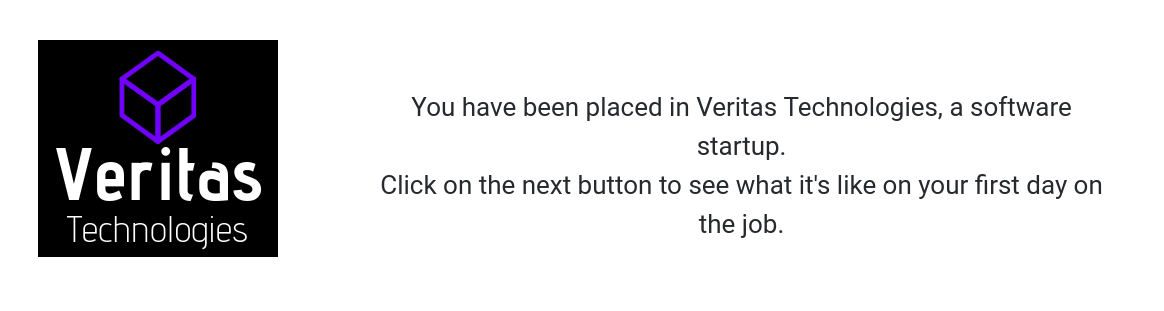 Veritas
Technologies
You have been placed in Veritas Technologies, a software
startup.
Click on the next button to see what it's like on your first day on
the job.